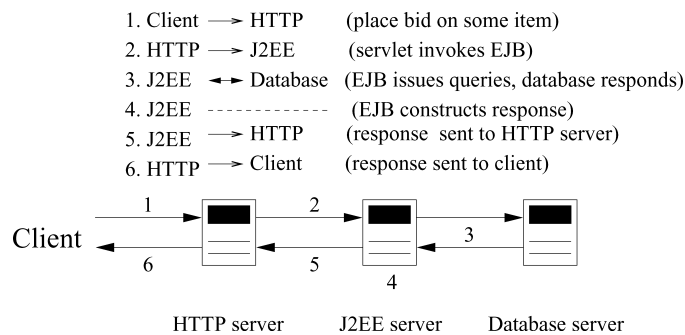 1. Client → HTTP (place bid on some item)
2. HTTP → J2EE (servlet invokes EJB)
3. J2EE ↔ Database (EJB issues queries, database responds)
4. J2EE ---------------- (EJB constructs response)
5. J2EE → HTTP (response sent to HTTP server)
6. HTTP → Client (response sent to client)
1 2
Client 3
6 5 4
HTTP server J2EE server Database server